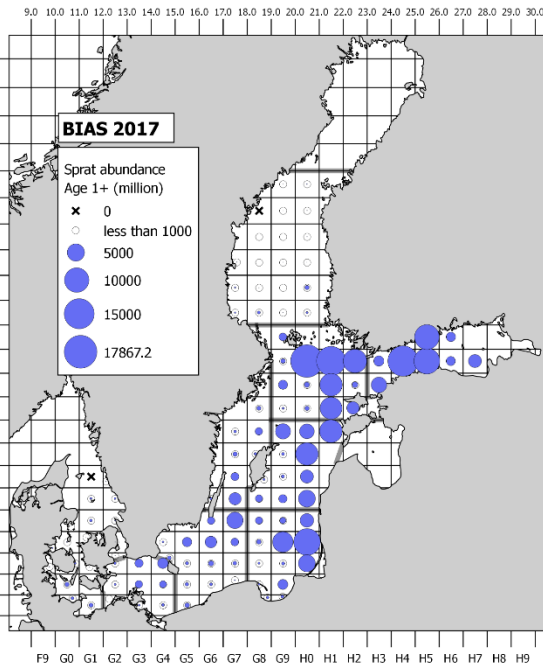 9.0 10.0 11.0 12.0 13.0 14.0 15.0 16.0 17.0 18.0 19.0 20.0 21.0 22.0 23.0 24.0 25.0 26.0 27.0 28.0 29.0 30.0
BIAS 2017
Sprat abundance
Age 1+ (million)
0
less than 1000
5000
10000
15000
17867.2
F9 G0 G1 G2 G3 G4 G5 G6 G7 G8 G9 H0 H1 H2 H3 H4 H5 H6 H7 H8 H9